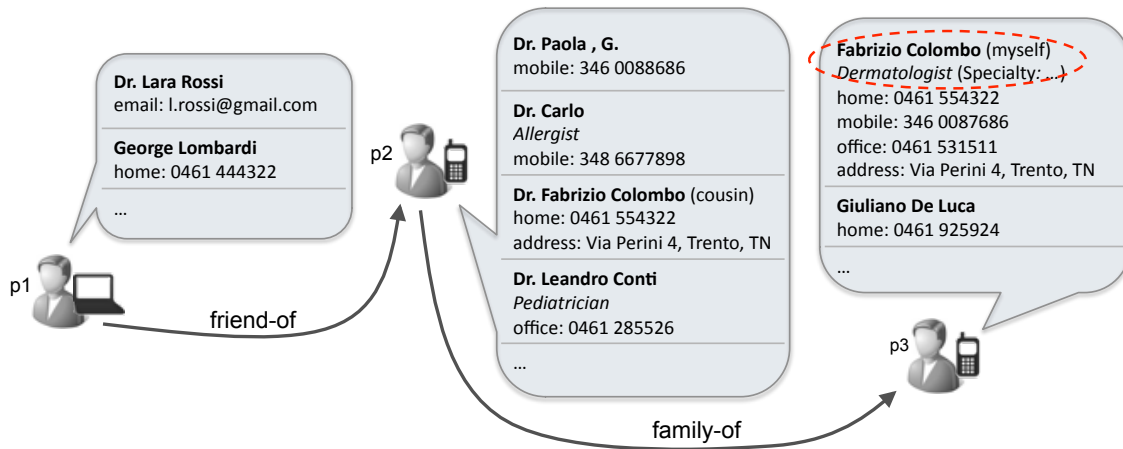 Dr. Lara Rossi
email: l.rossi@gmail.com
George Lombardi
home: 0461 444322
...
p1
friend-of
p2
Dr. Paola , G.
mobile: 346 0088686
Dr. Carlo
Allergist
mobile: 348 6677898
Dr. Fabrizio Colombo (cousin)
home: 0461 554322
address: Via Perini 4, Trento, TN
Dr. Leandro Conti
Pediatrician
office: 0461 285526
...
family-of
Fabrizio Colombo (myself)
Dermatologist (Specialty: ...)
home: 0461 554322
mobile: 346 0087686
office: 0461 531511
address: Via Perini 4, Trento, TN
Giuliano De Luca
home: 0461 925924
...
p3